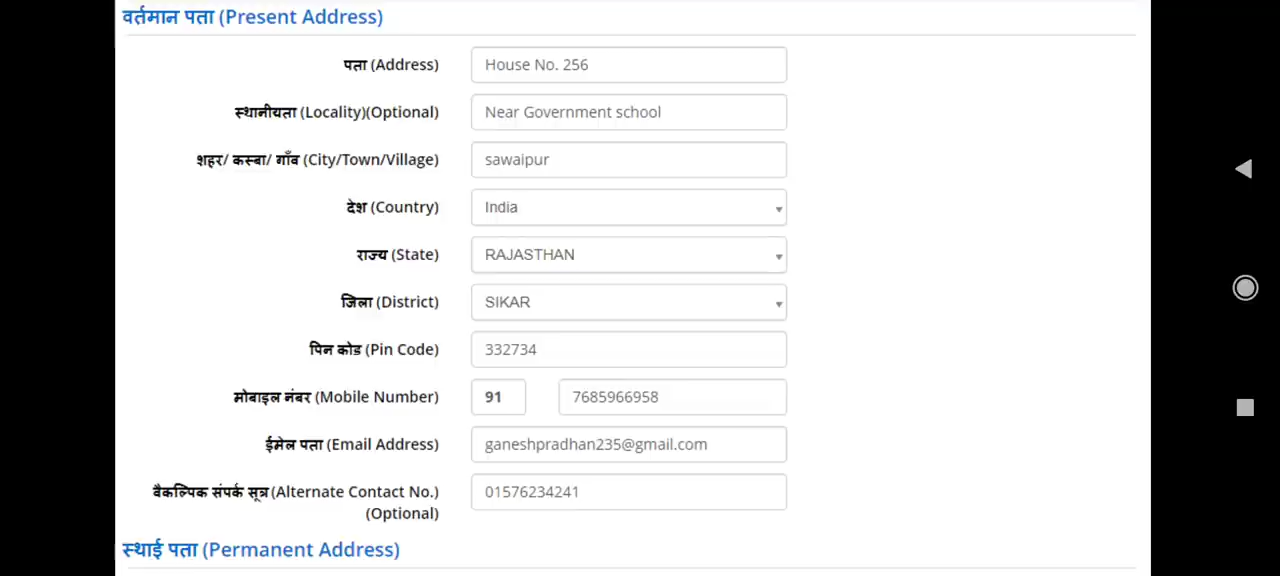 वर्तमान पता (Present Address)
पता (Address) House No. 256
स्थानीयता (Locality)(Optional) Near Government school
शहर/ कस्बा/ गाँव (City/Town/Village) sawaipur
देश (Country) India
राज्य (State) RAJASTHAN
जिला (District) SIKAR
पिन कोड (Pin Code) 332734
मोबाइल नंबर (Mobile Number) 91 7685966958
ईमेल पता (Email Address) ganeshpradhan235@gmail.com
वैकल्पिक संपर्क सूत्र (Alternate Contact No.) 01576234241
(Optional)
स्थाई पता (Permanent Address)